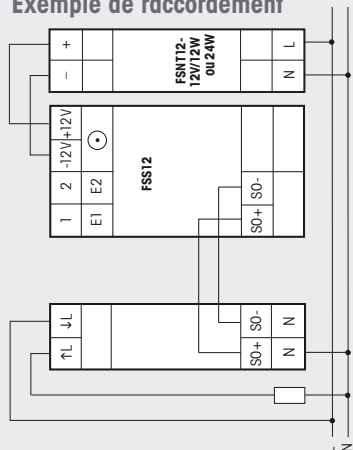 Exemple de raccordement
+
−
FSNT12-
12V/12W
ou 24W
L
N
-12V +12V
1 2
E1 E2
FSS12
S0+ S0-
↑L ↓L
S0+ S0-
N N
N